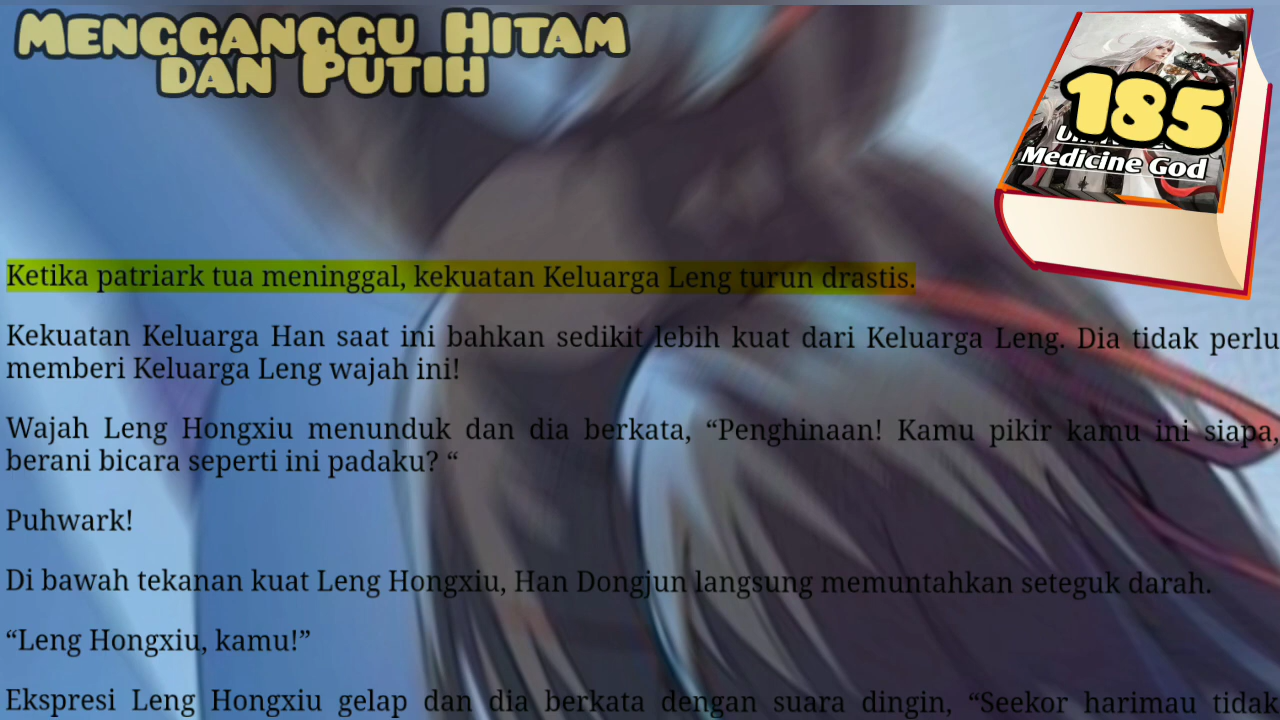 Mengganggu Hitam
dan Putih
185
Medicine God
Ketika patriark tua meninggal, kekuatan Keluarga Leng turun drastis.
Kekuatan Keluarga Han saat ini bahkan sedikit lebih kuat dari Keluarga Leng. Dia tidak perlu
memberi Keluarga Leng wajah ini!
Wajah Leng Hongxiu menunduk dan dia berkata, “Penghinaan! Kamu pikir kamu ini siapa,
berani bicara seperti ini padaku? “
Puhwark!
Di bawah tekanan kuat Leng Hongxiu, Han Dongjun langsung memuntahkan seteguk darah.
“Leng Hongxiu, kamu!”
Ekspresi Leng Hongxiu gelap dan dia berkata dengan suara dingin, “Seekor harimau tidak